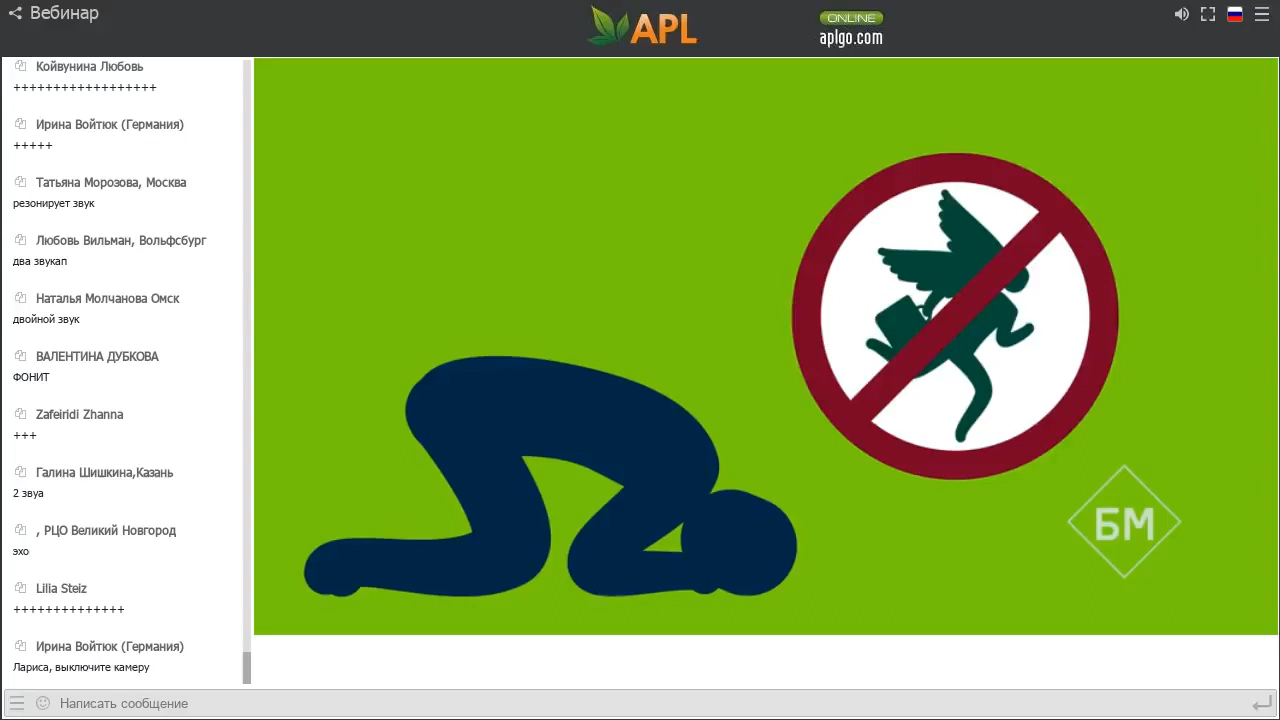 Вебинар
APL
ONLINE
aplgo.com
Койвунина Любовь
++++++++++++++++++
Ирина Войтюк (Германия)
+++++
Татьяна Морозова, Москва
резонирует звук
Любовь Вильман, Вольфсбург
два звукап
Наталья Молчанова Омск
двойной звук
ВАЛЕНТИНА ДУБКОВА
ФОНИТ
Zafeiridi Zhanna
+++
Галина Шишкина,Казань
2 звуа
, РЦО Великий Новгород
эхо
Lilia Steiz
++++++++++++++
Ирина Войтюк (Германия)
Лариса, выключите камеру
БМ
Написать сообщение